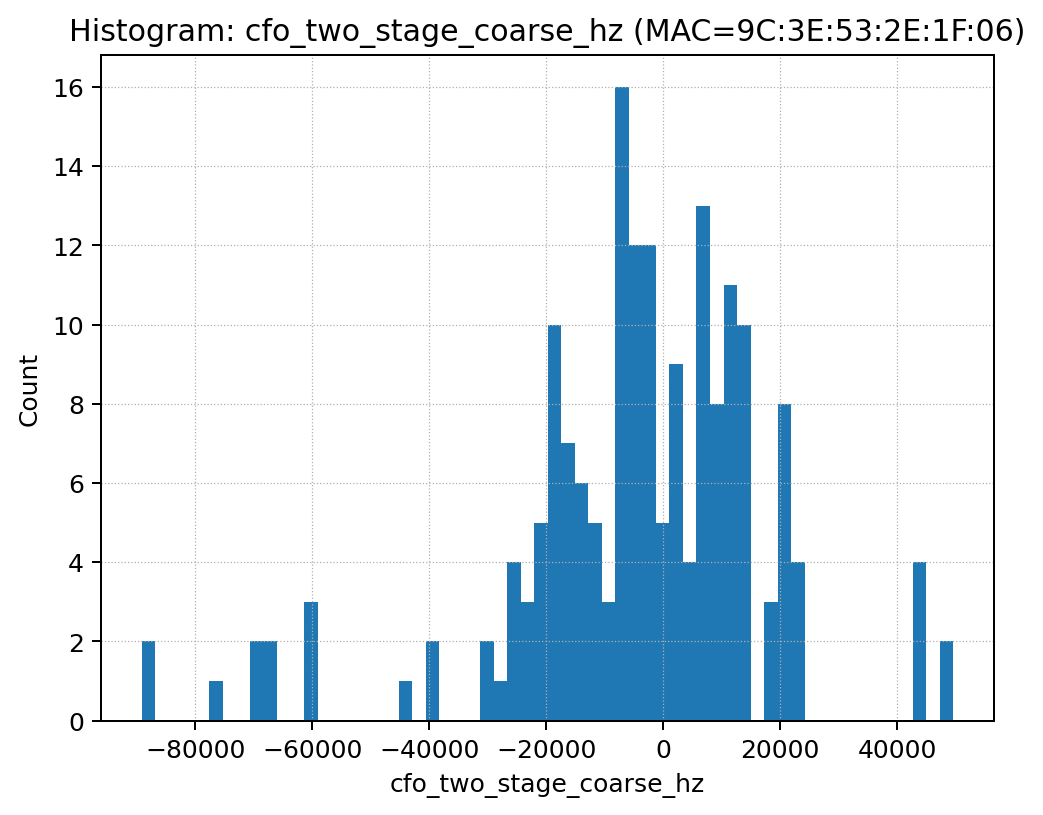 Histogram: cfo_two_stage_coarse_hz (MAC=9C:3E:53:2E:1F:06)
16
14
12
10
8
6
4
2
0
Count
−80000 −60000 −40000 −20000 0 20000 40000
cfo_two_stage_coarse_hz